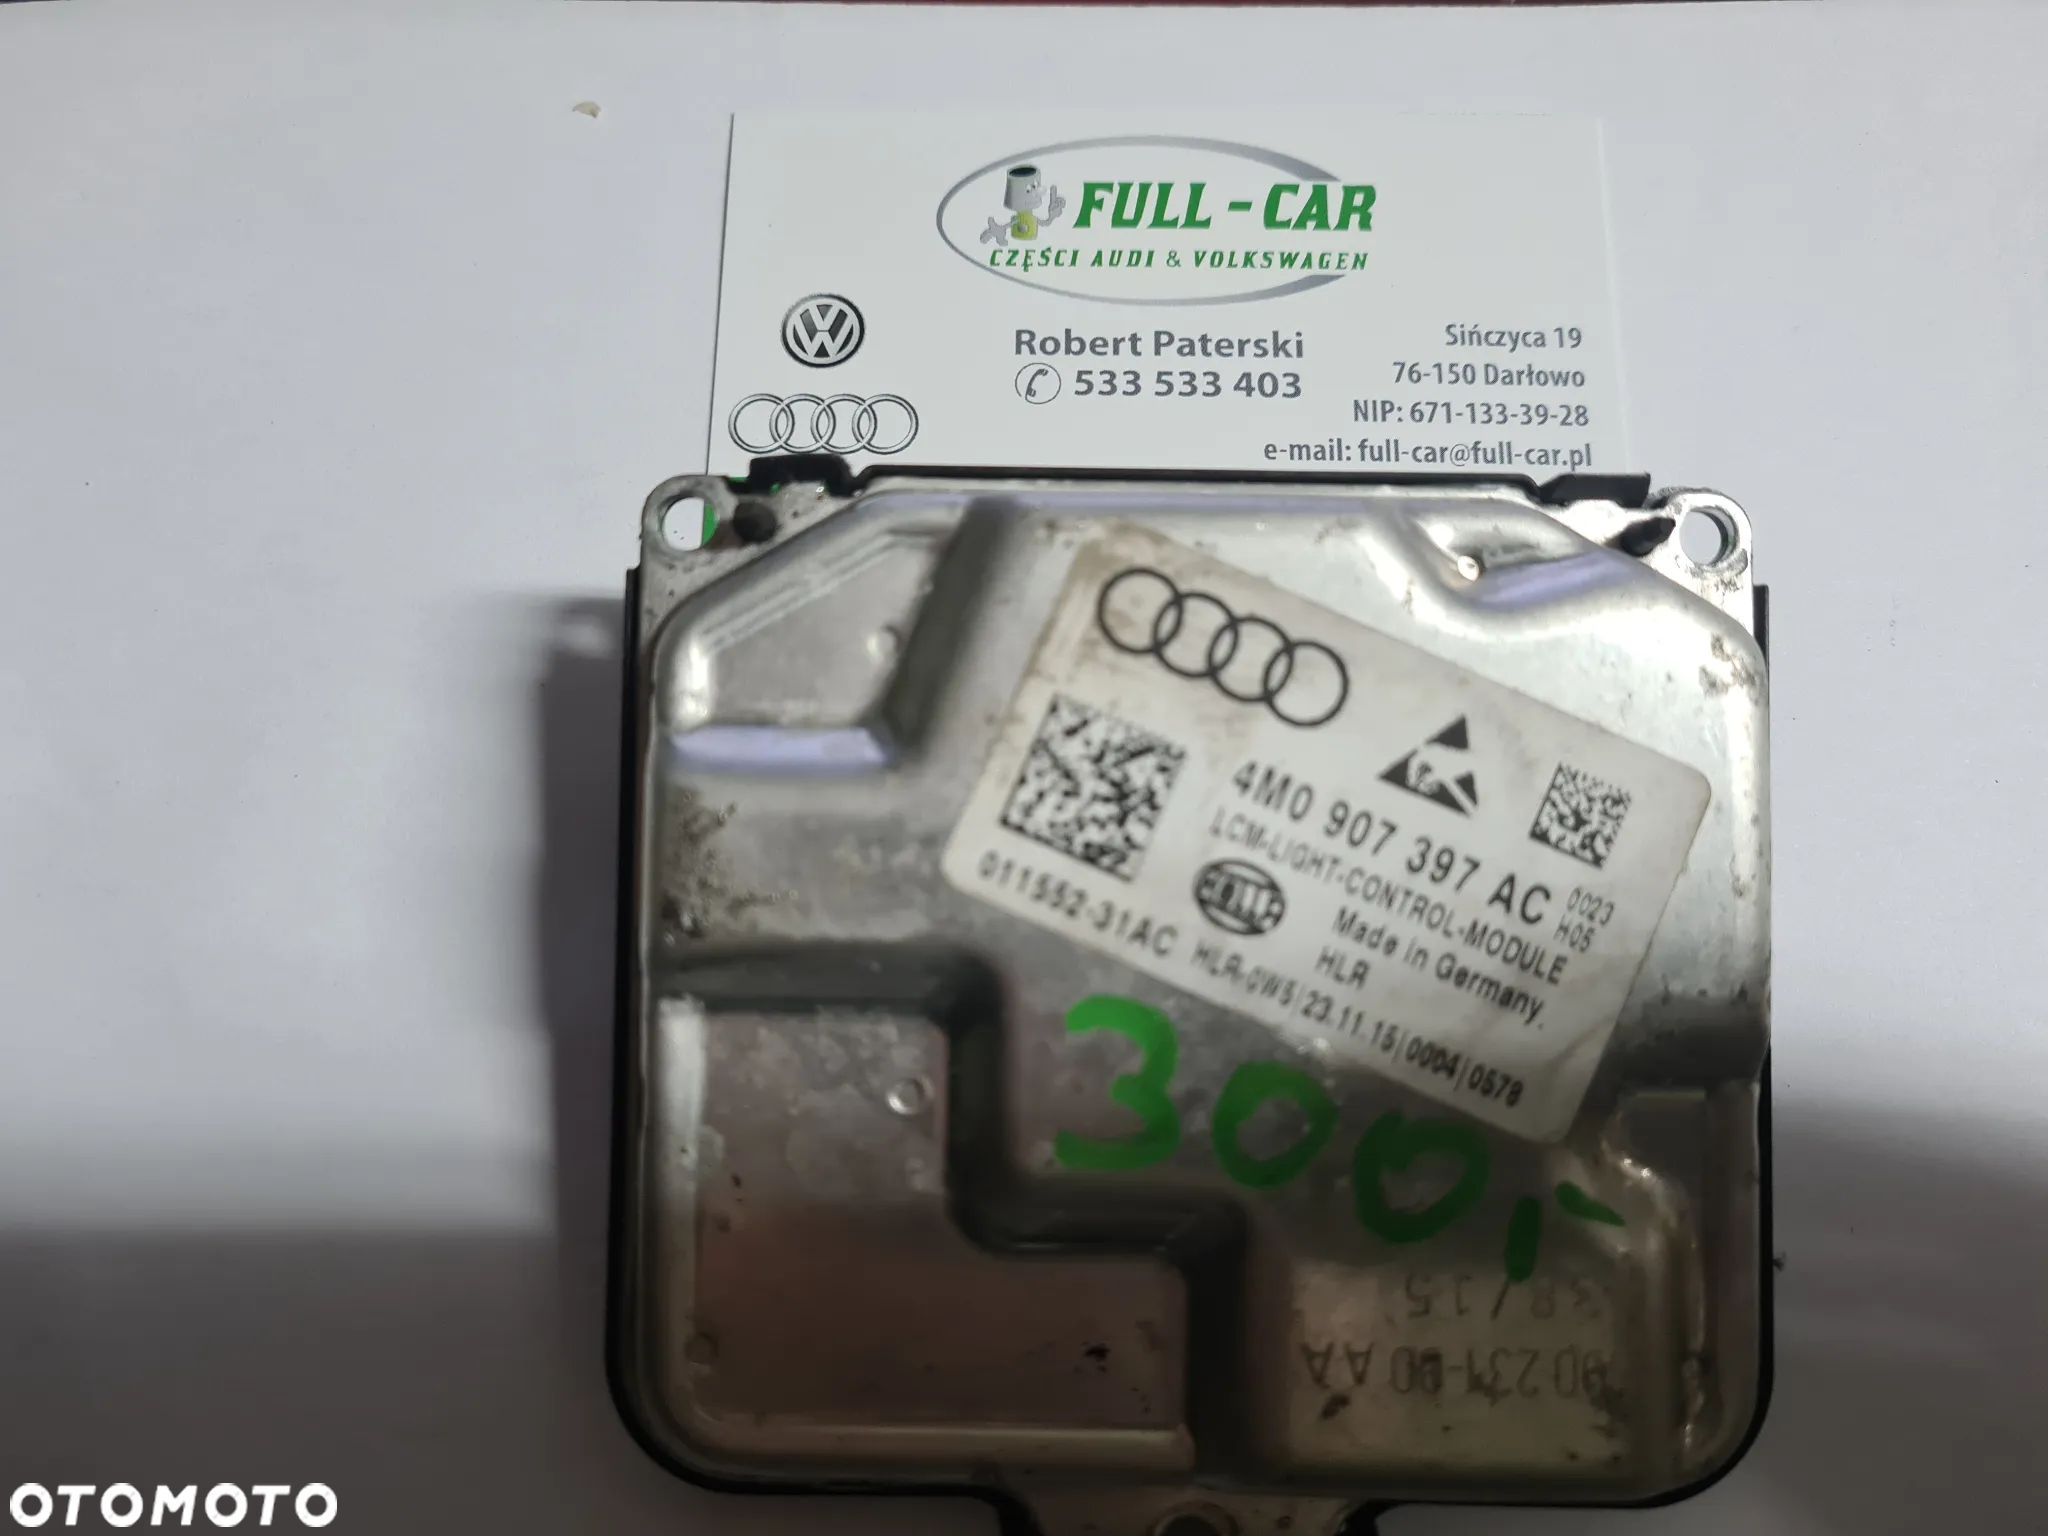 FULL-CAR
CZĘŚCI AUDI & VOLKSWAGEN
Robert Paterski
533 533 403
Sińczyca 19
76-150 Darłowo
NIP: 671-133-39-28
e-mail: full-car@full-car.pl
4M0 907 397 AC
0023
H05
LCM-LIGHT-CONTROL-MODULE
Made in Germany.
HELLA
HLR
011552-31AC
HLR-GW5|23.11.15|0004|0578
300,-
OTOMOTO